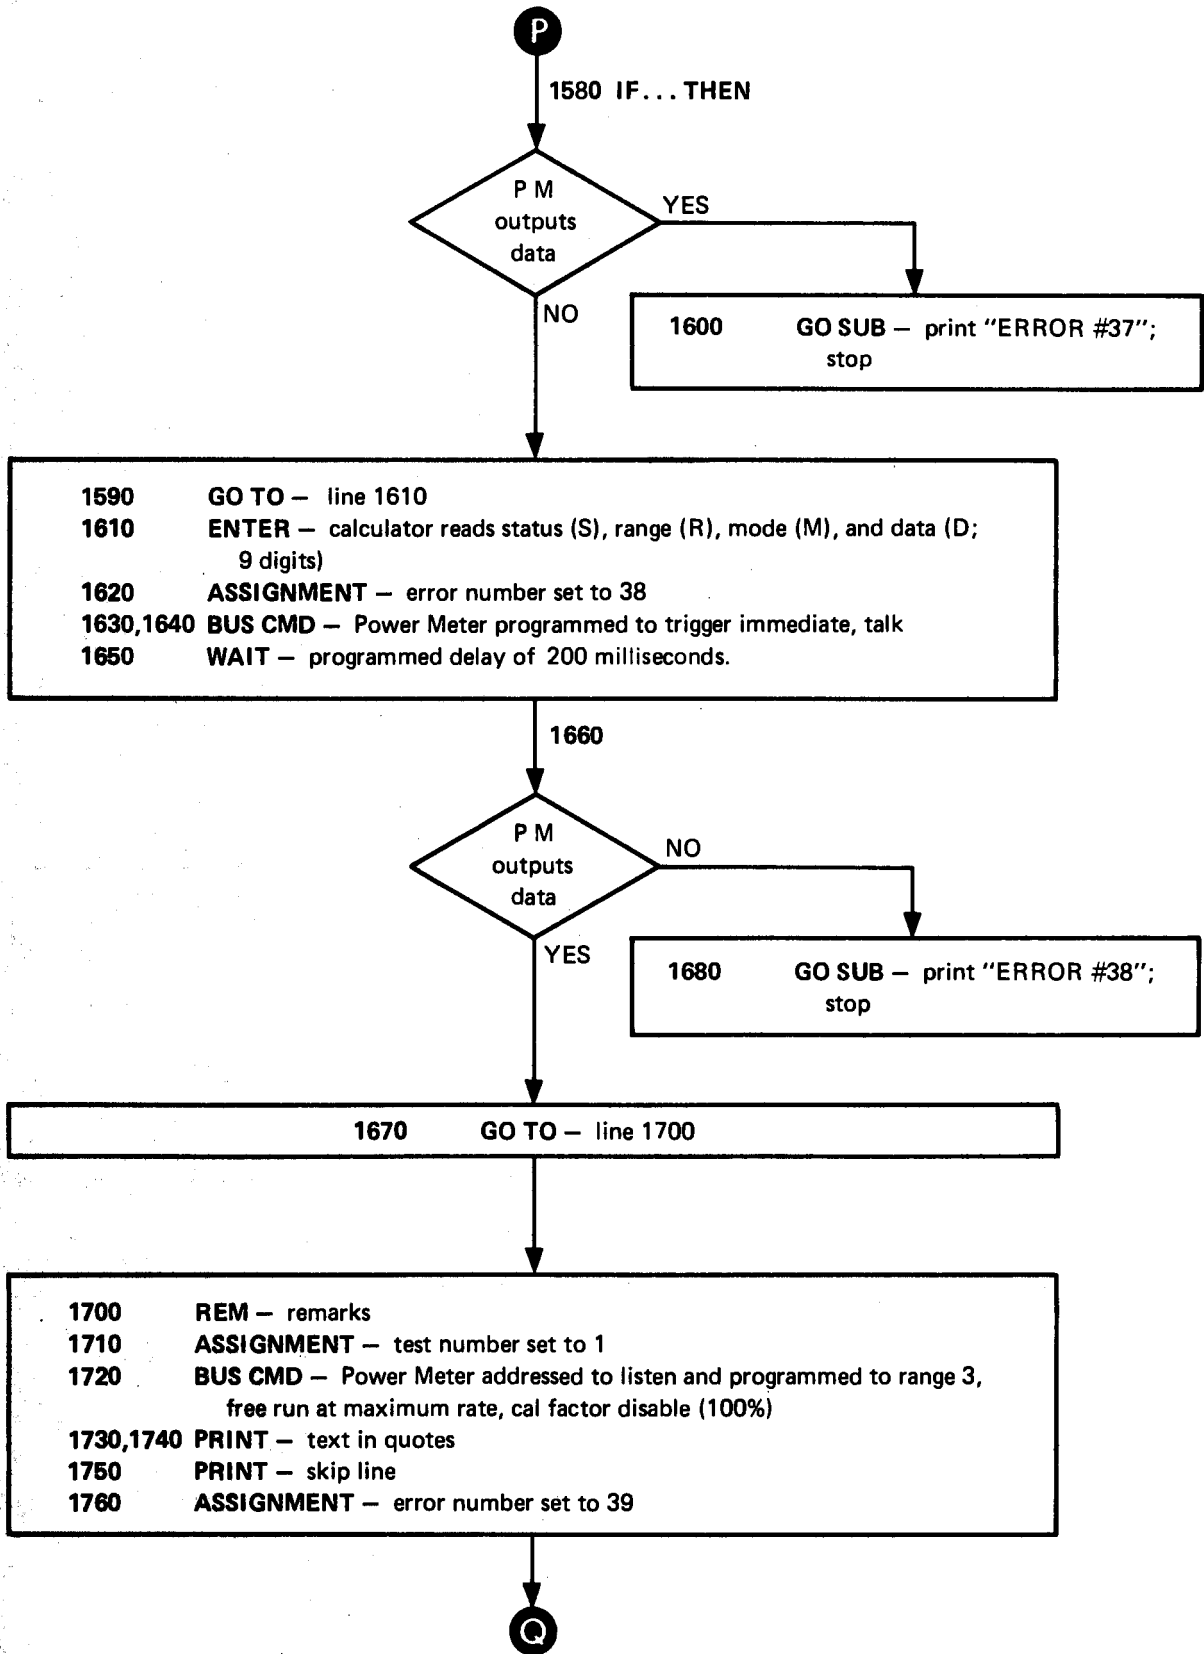 P
1580 IF...THEN
P M
outputs
data
YES
NO
1600 GO SUB — print "ERROR #37";
stop
1590 GO TO — line 1610
1610 ENTER — calculator reads status (S), range (R), mode (M), and data (D;
9 digits)
1620 ASSIGNMENT — error number set to 38
1630,1640 BUS CMD — Power Meter programmed to trigger immediate, talk
1650 WAIT — programmed delay of 200 milliseconds.
1660
P M
outputs
data
NO
YES
1680 GO SUB — print "ERROR #38";
stop
1670 GO TO — line 1700
1700 REM — remarks
1710 ASSIGNMENT — test number set to 1
1720 BUS CMD — Power Meter addressed to listen and programmed to range 3,
free run at maximum rate, cal factor disable (100%)
1730,1740 PRINT — text in quotes
1750 PRINT — skip line
1760 ASSIGNMENT — error number set to 39
Q